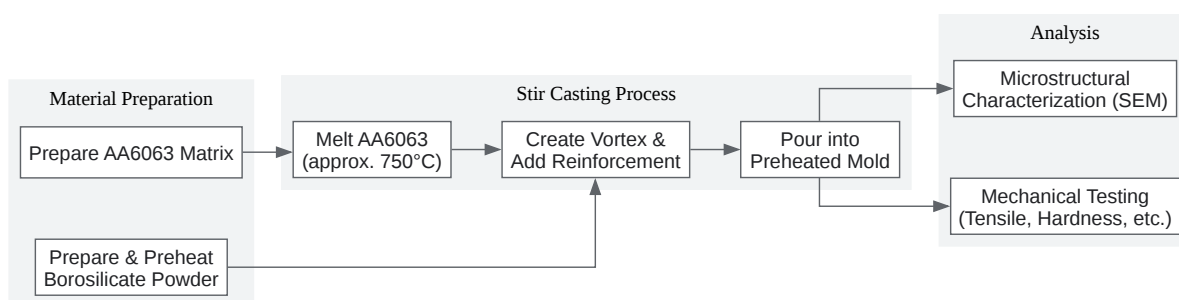 Material Preparation
Prepare AA6063 Matrix
Prepare & Preheat
Borosilicate Powder
Stir Casting Process
Melt AA6063
(approx. 750°C)
Create Vortex &
Add Reinforcement
Pour into
Preheated Mold
Analysis
Microstructural
Characterization (SEM)
Mechanical Testing
(Tensile, Hardness, etc.)